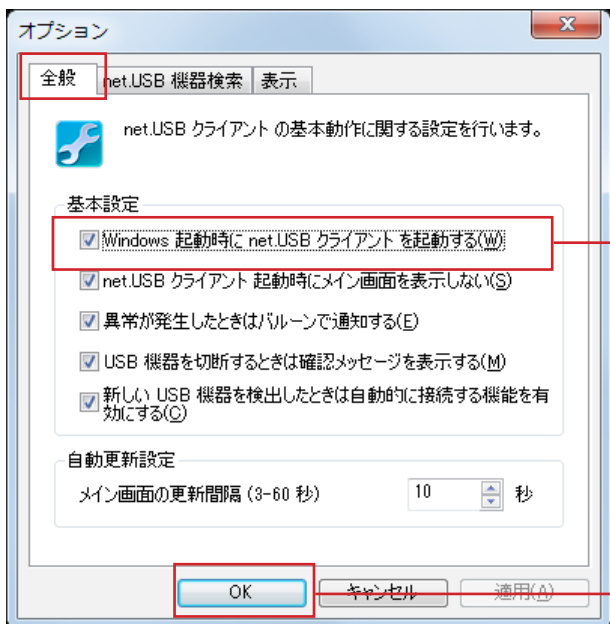 オプション
全般 net.USB 機器検索 表示
net.USB クライアント の基本動作に関する設定を行います。
基本設定
Windows 起動時に net.USB クライアント を起動する(W)
net.USB クライアント 起動時にメイン画面を表示しない(S)
異常が発生したときはバルーンで通知する(E)
USB 機器を切断するときは確認メッセージを表示する(M)
新しい USB 機器を検出したときは自動的に接続する機能を有
効にする(C)
自動更新設定
メイン画面の更新間隔 (3-60 秒) 10 秒
OK キャンセル 適用(A)